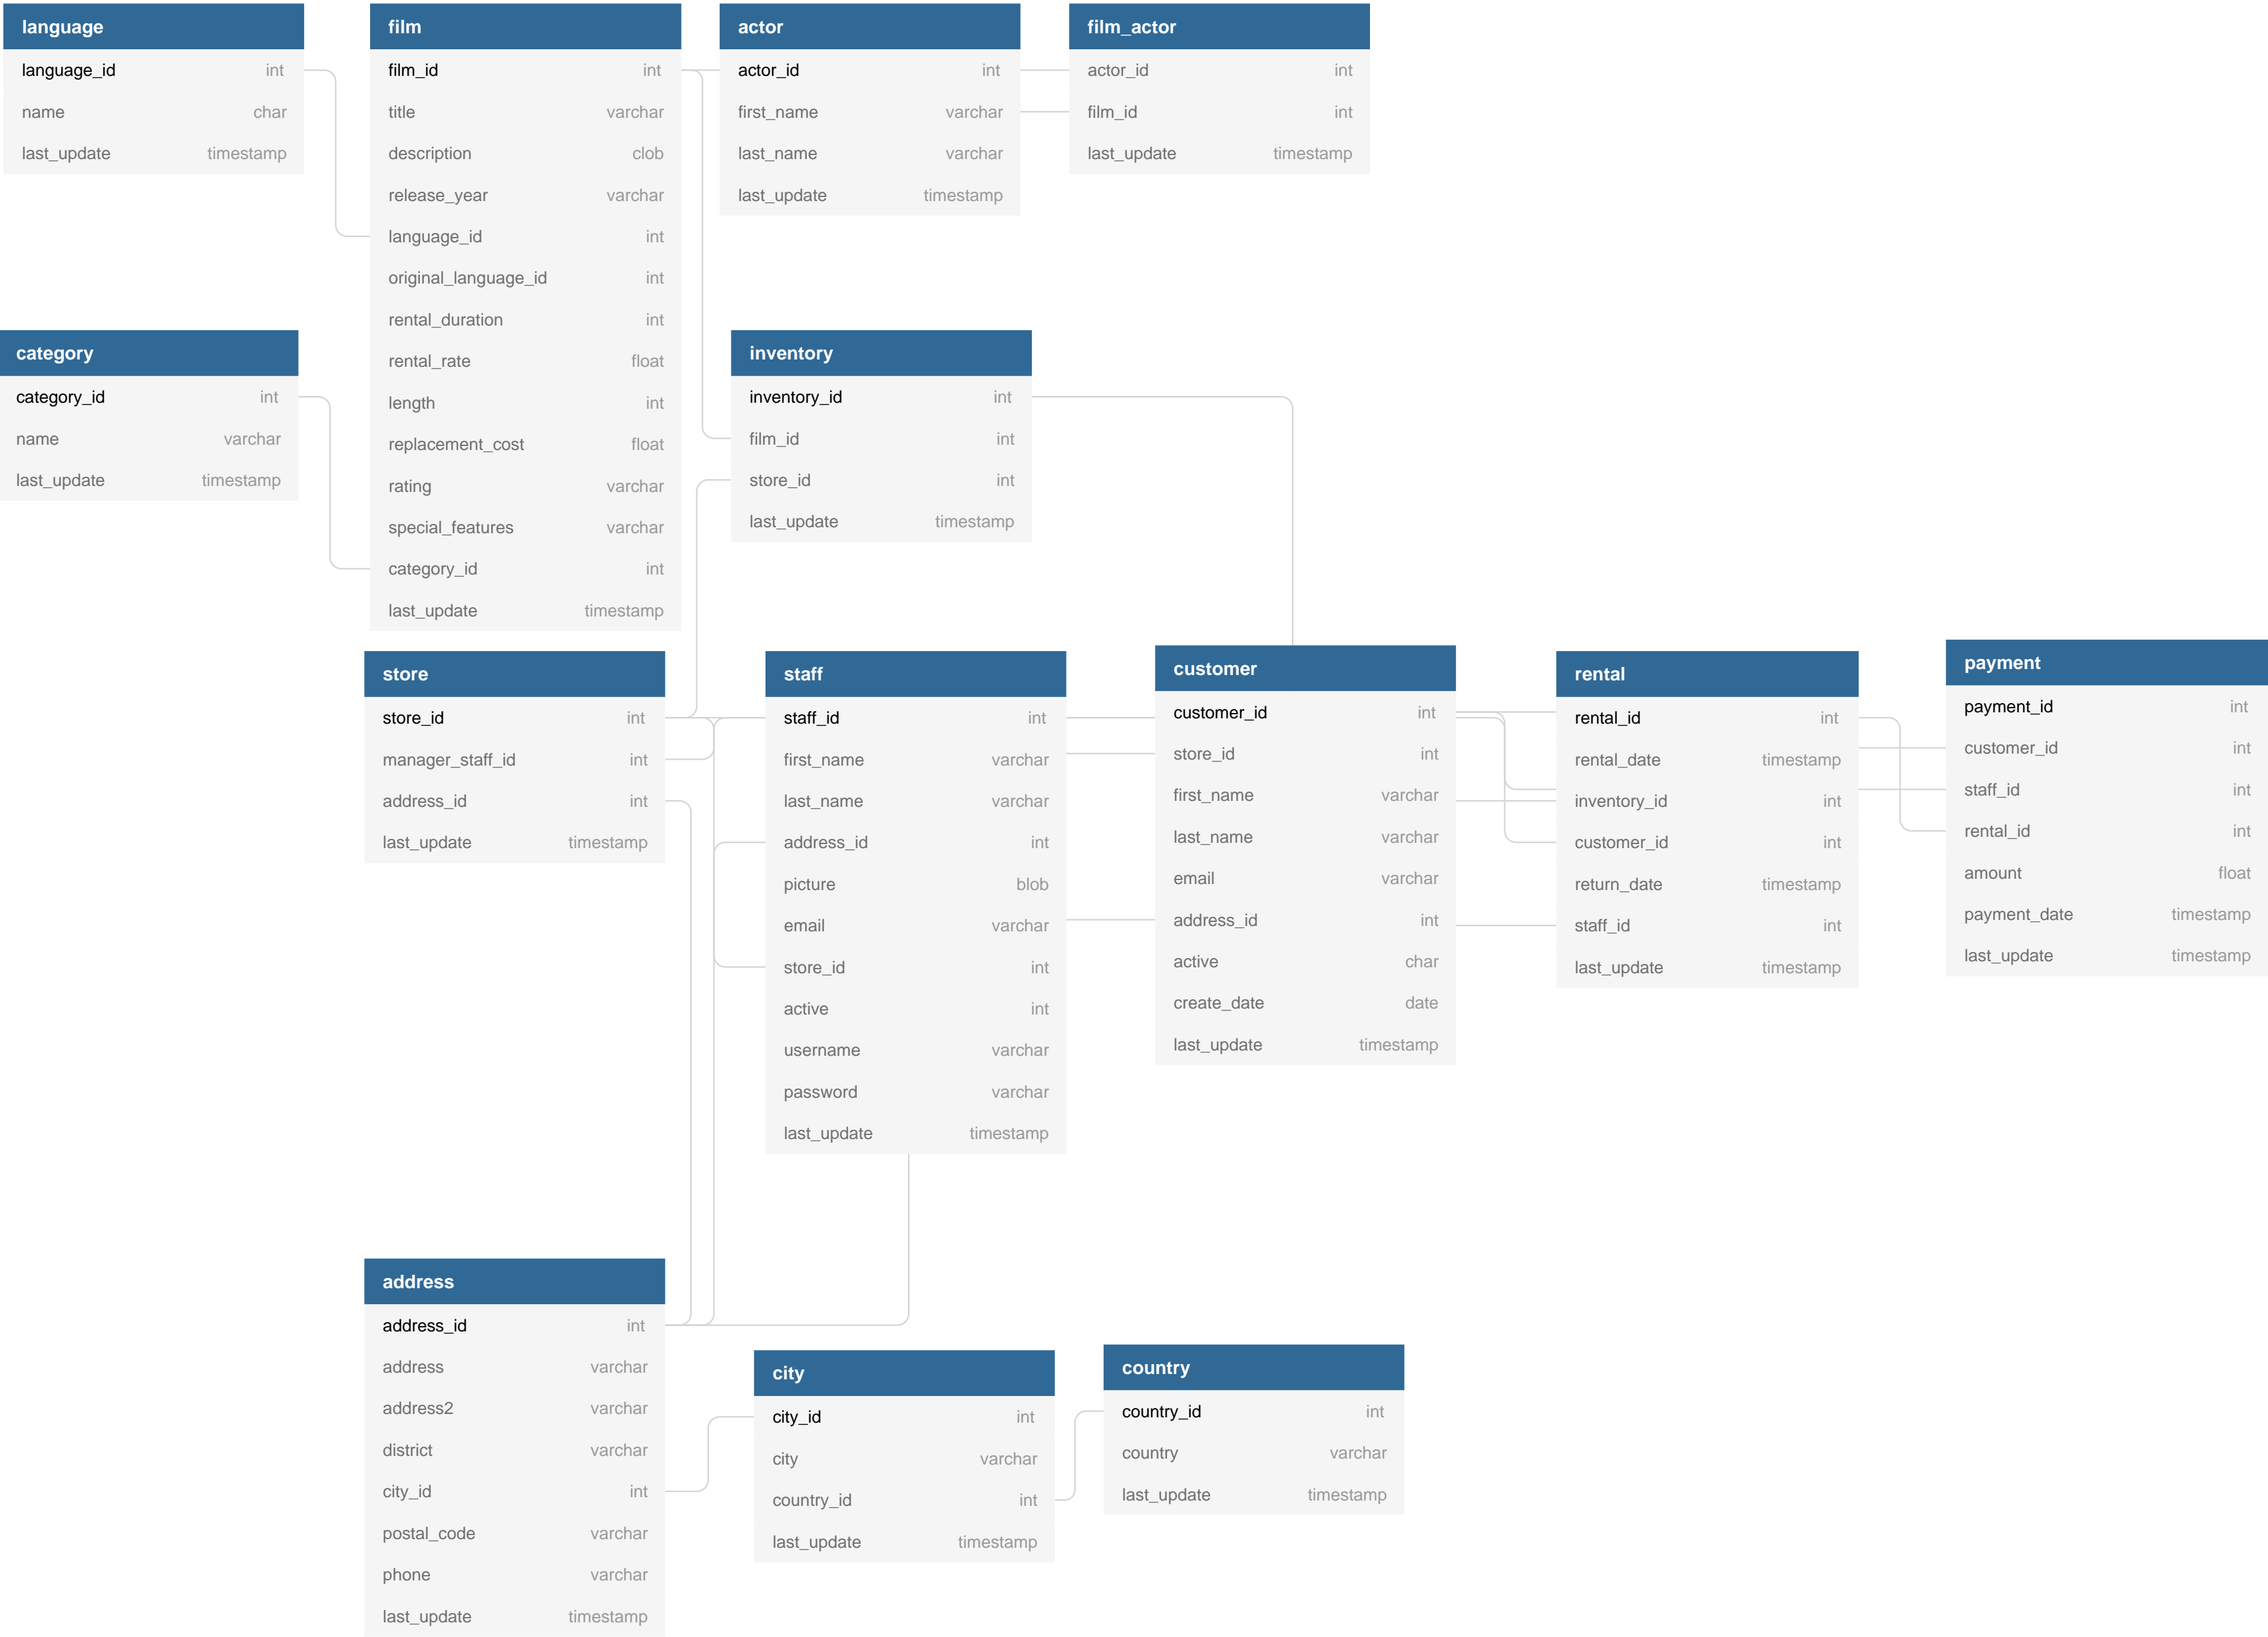 language
language_id int
name char
last_update timestamp
film
film_id int
title varchar
description clob
release_year varchar
language_id int
original_language_id int
rental_duration int
rental_rate float
length int
replacement_cost float
rating varchar
special_features varchar
category_id int
last_update timestamp
actor
actor_id int
first_name varchar
last_name varchar
last_update timestamp
film_actor
actor_id int
film_id int
last_update timestamp
category
category_id int
name varchar
last_update timestamp
inventory
inventory_id int
film_id int
store_id int
last_update timestamp
store
store_id int
manager_staff_id int
address_id int
last_update timestamp
staff
staff_id int
first_name varchar
last_name varchar
address_id int
picture blob
email varchar
store_id int
active int
username varchar
password varchar
last_update timestamp
customer
customer_id int
store_id int
first_name varchar
last_name varchar
email varchar
address_id int
active char
create_date date
last_update timestamp
rental
rental_id int
rental_date timestamp
inventory_id int
customer_id int
return_date timestamp
staff_id int
last_update timestamp
payment
payment_id int
customer_id int
staff_id int
rental_id int
amount float
payment_date timestamp
last_update timestamp
address
address_id int
address varchar
address2 varchar
district varchar
city_id int
postal_code varchar
phone varchar
last_update timestamp
city
city_id int
city varchar
country_id int
last_update timestamp
country
country_id int
country varchar
last_update timestamp